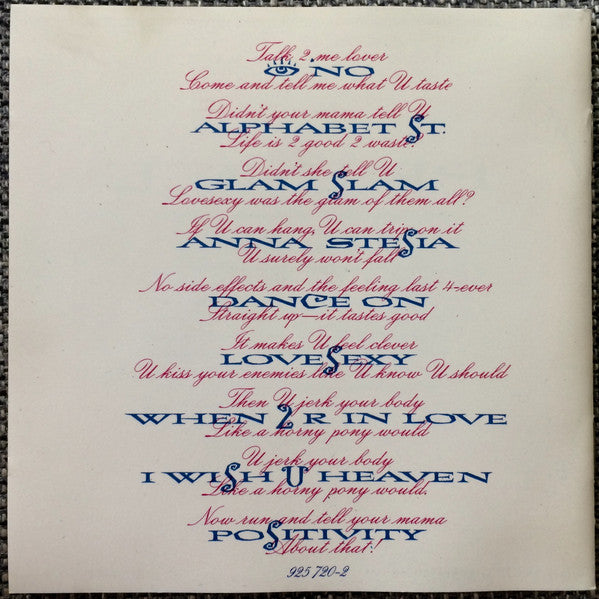 Talk 2 me lover
👁 NO
Come and tell me what U taste
Didn't your mama tell U
ALPHABET St.
Life is 2 good 2 waste!
Didn't she tell U
GLAM SLAM
Lovesexy was the glam of them all?
If U can hang, U can trip on it
ANNA STESIA
U surely won't fall
No side effects and the feeling last 4-ever
DANCE ON
Straight up—it tastes good
It makes U feel clever
LOVESEXY
U kiss your enemies like U know U should
Then U jerk your body
WHEN 2 R IN LOVE
Like a horny pony would
U jerk your body
I WISH U HEAVEN
Like a horny pony would.
Now run and tell your mama
POSITIVITY
About that!
925 720-2